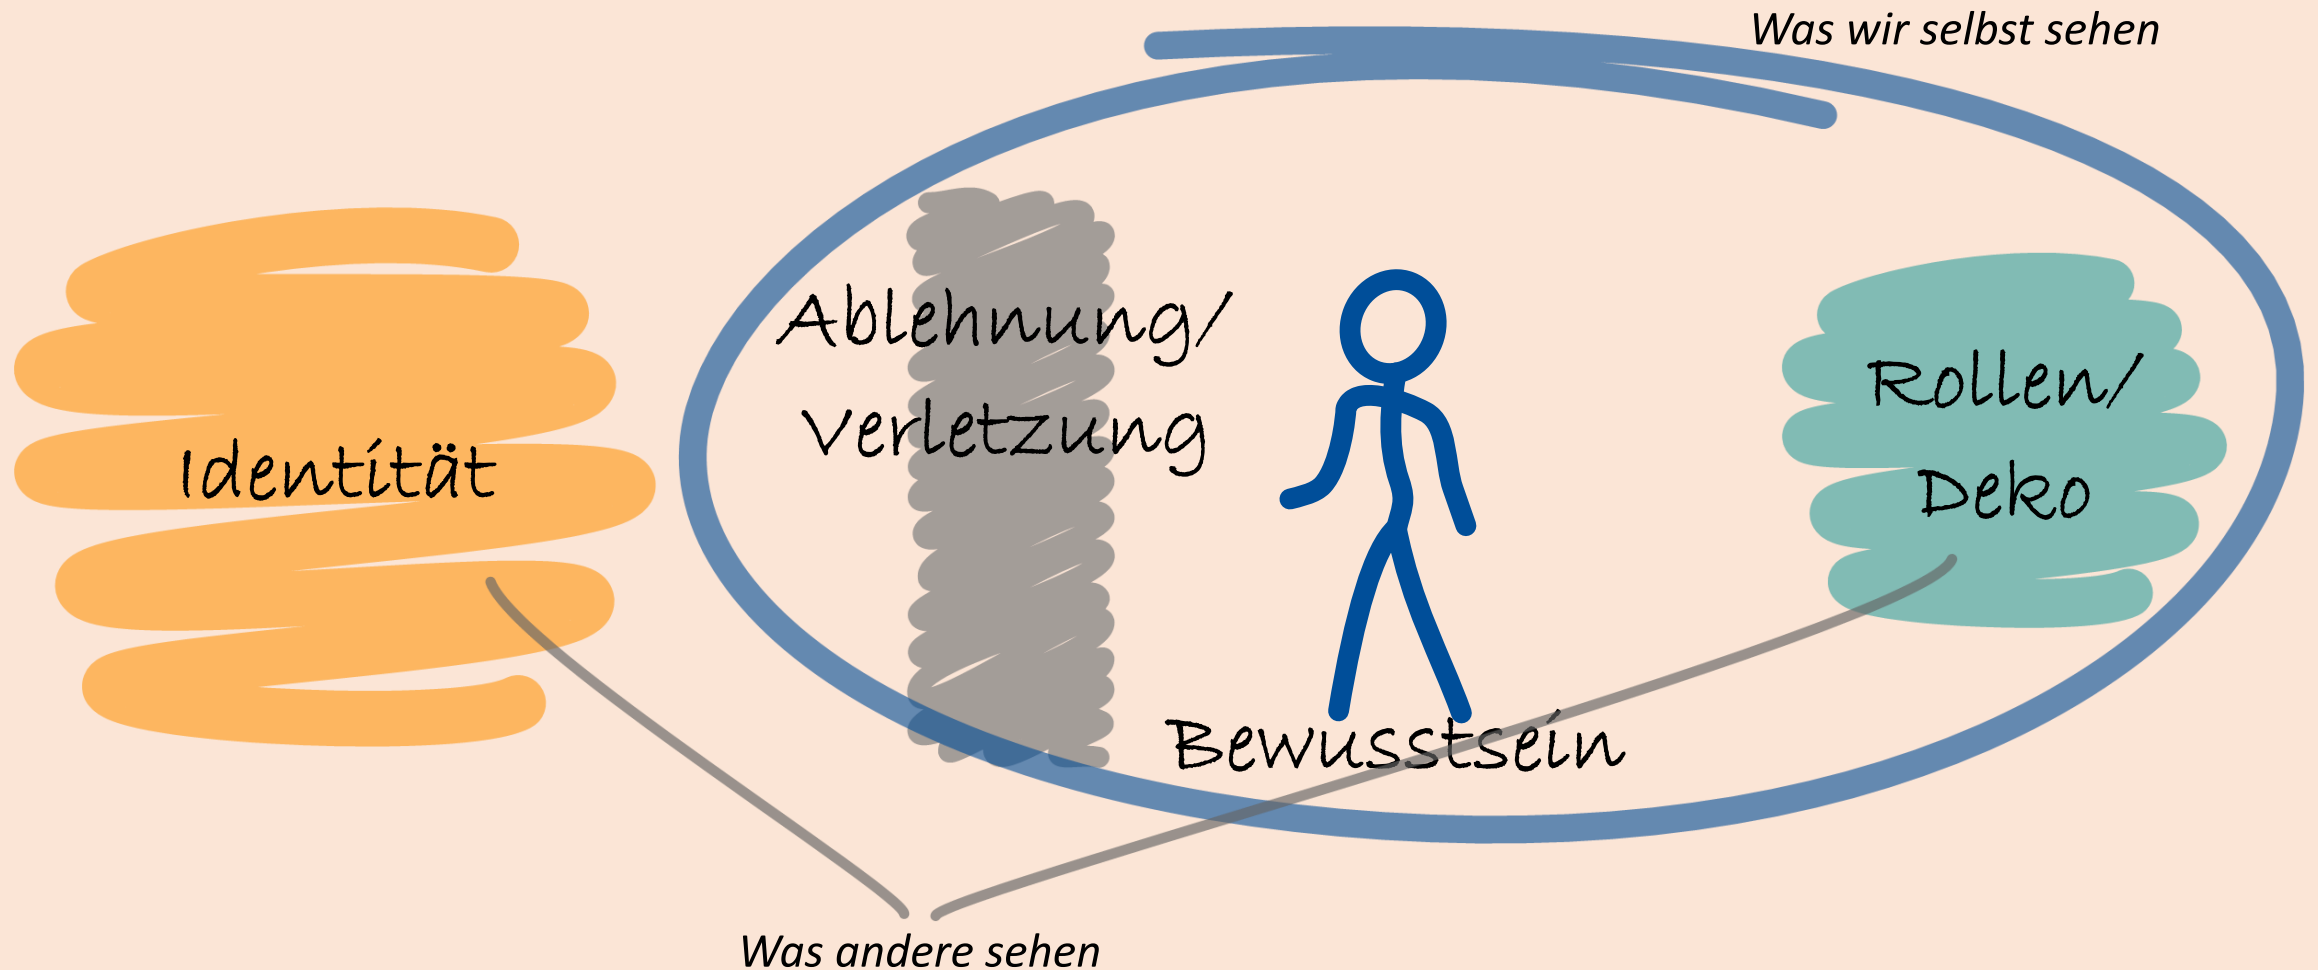 Was wir selbst sehen
Ablehnung/
Verletzung
Identität
Rollen/
Deko
Bewusstsein
Was andere sehen